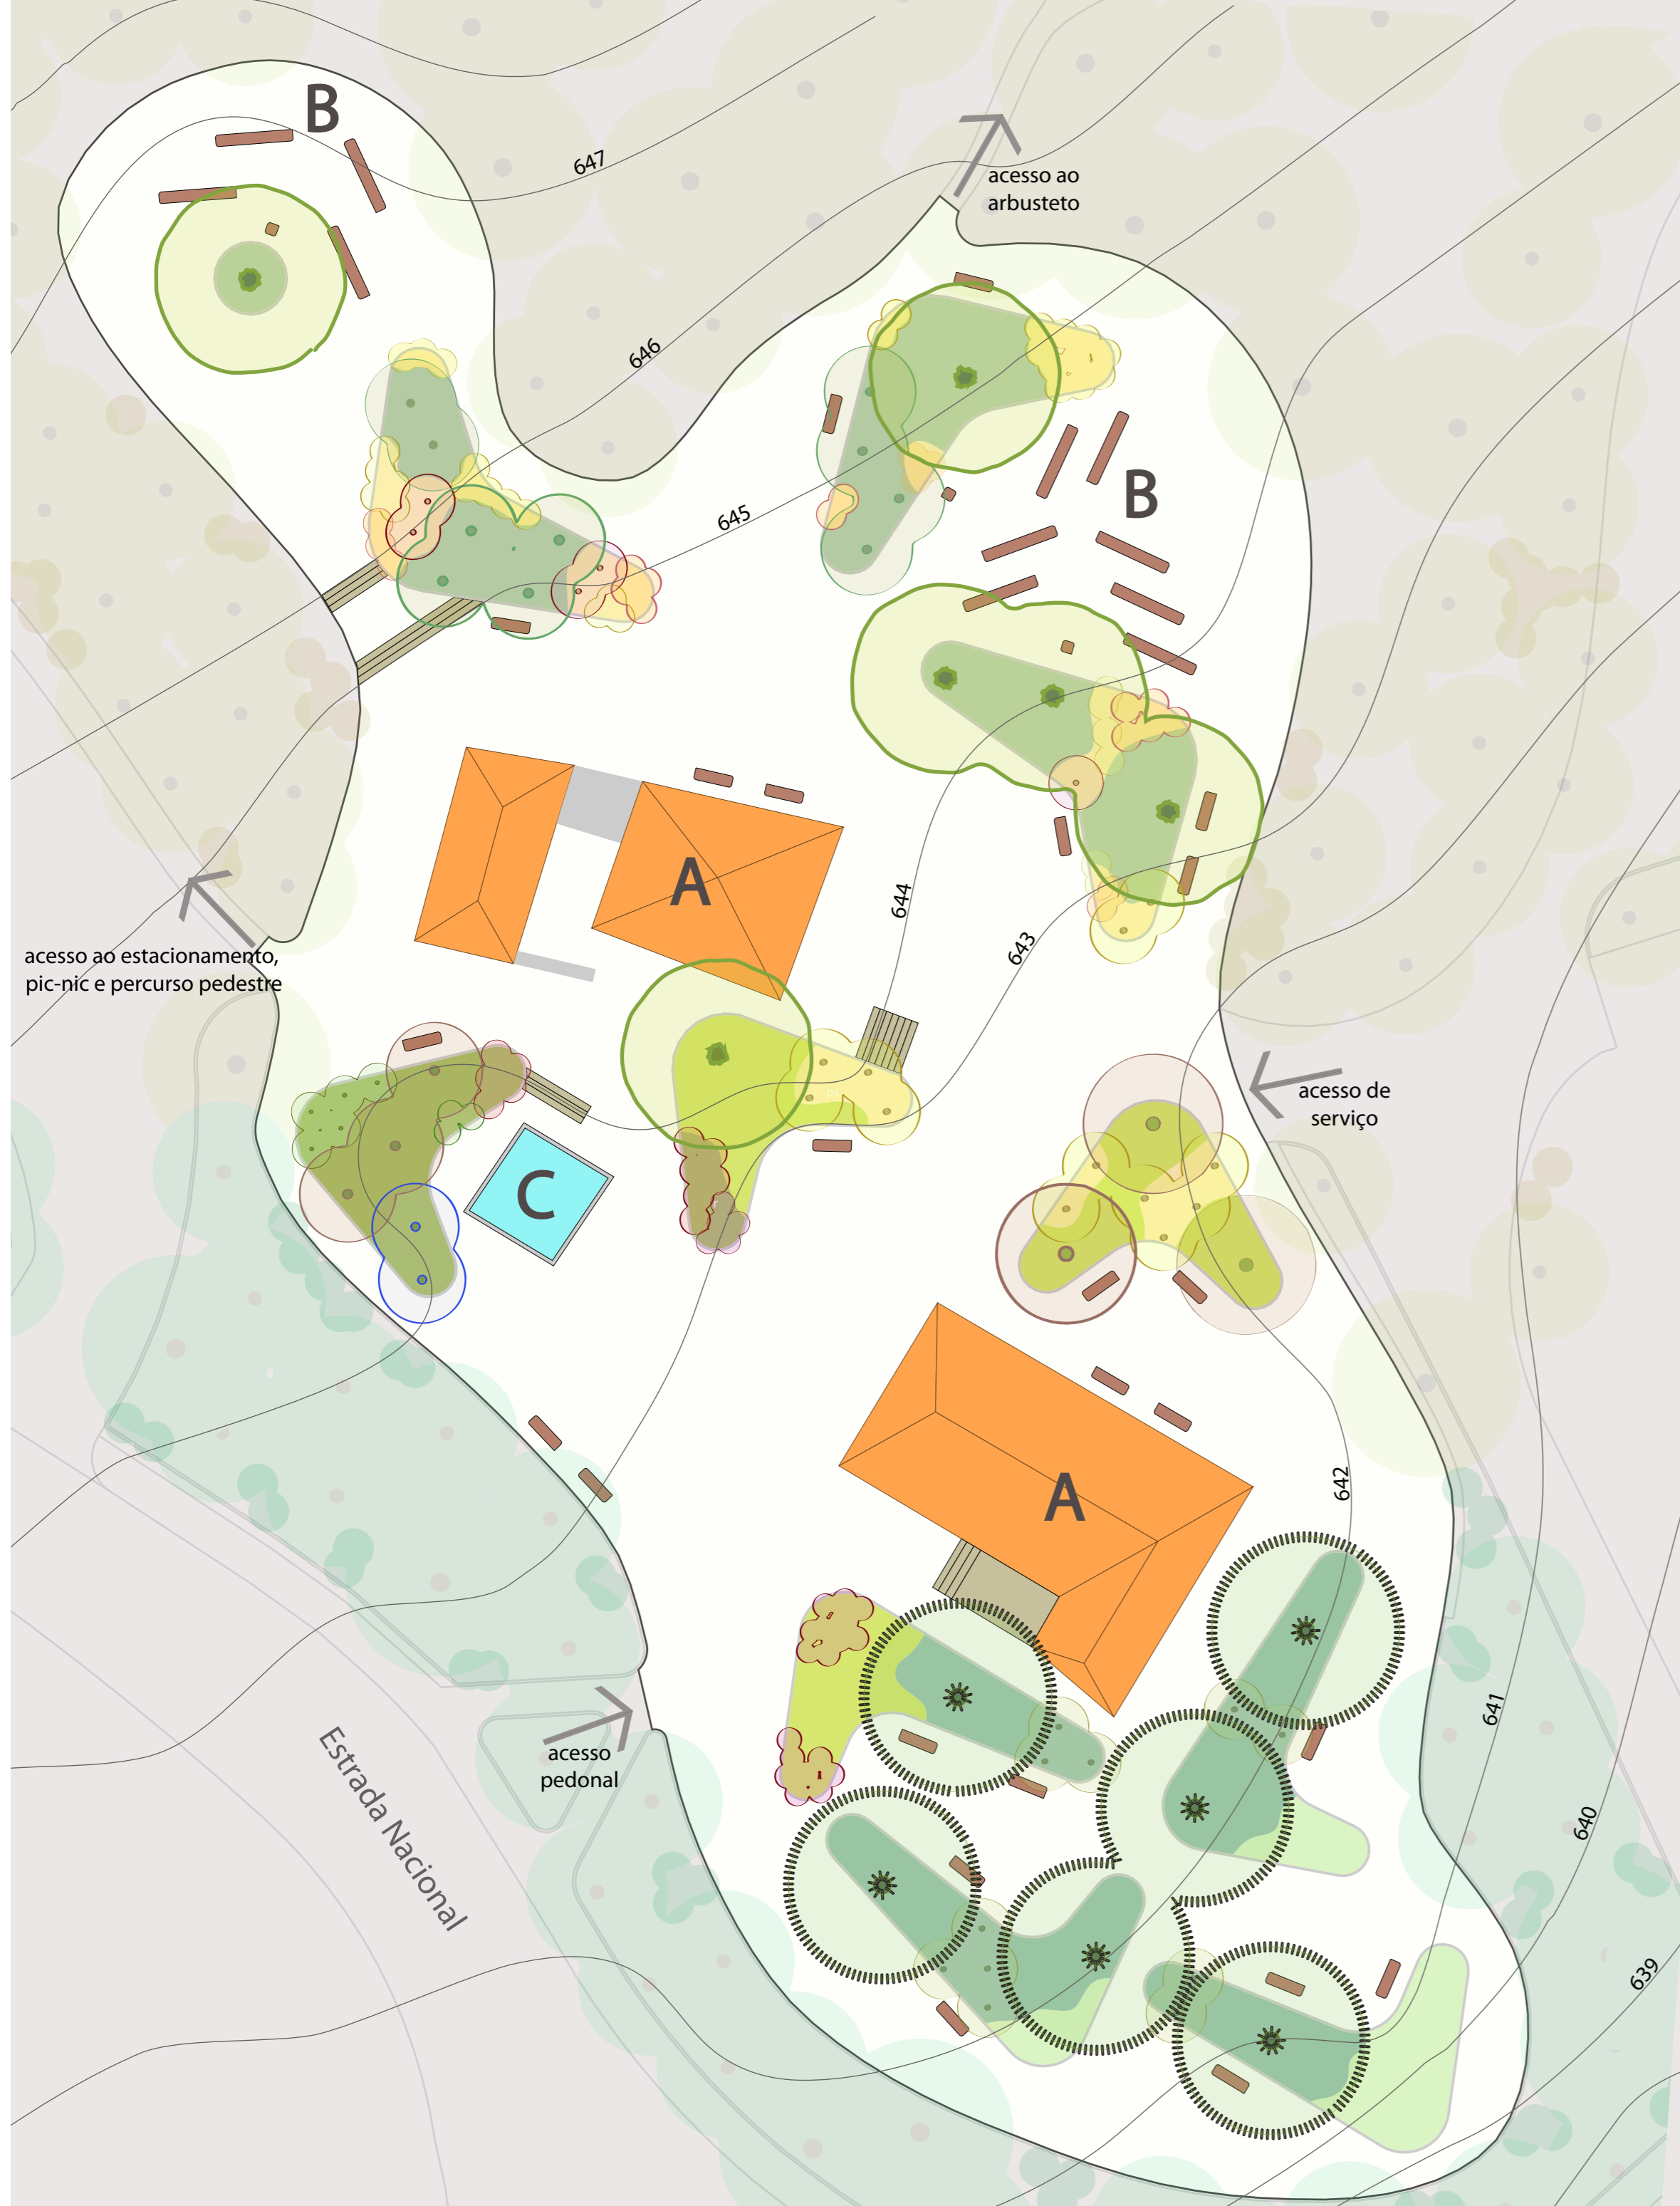 B
647
acesso ao
arbusteto
646
B
645
A
644
643
acesso ao estacionamento,
pic-nic e percurso pedestre
acesso de
serviço
C
642
A
641
acesso
pedonal
Estrada Nacional
640
639